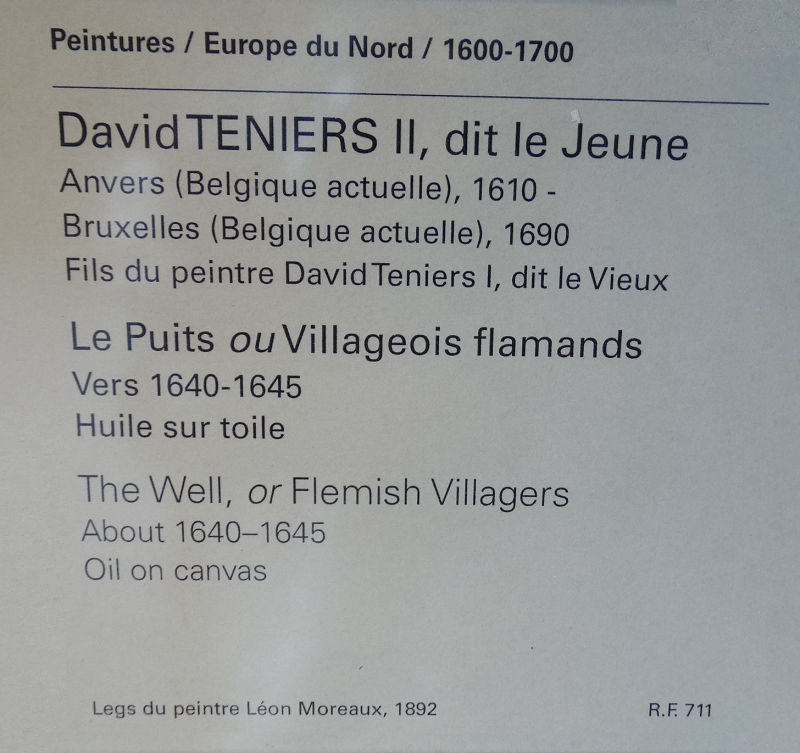 Peintures / Europe du Nord / 1600-1700
David TENIERS II, dit le Jeune
Anvers (Belgique actuelle), 1610 -
Bruxelles (Belgique actuelle), 1690
Fils du peintre David Teniers I, dit le Vieux
Le Puits ou Villageois flamands
Vers 1640-1645
Huile sur toile
The Well, or Flemish Villagers
About 1640–1645
Oil on canvas
Legs du peintre Léon Moreaux, 1892
R.F. 711